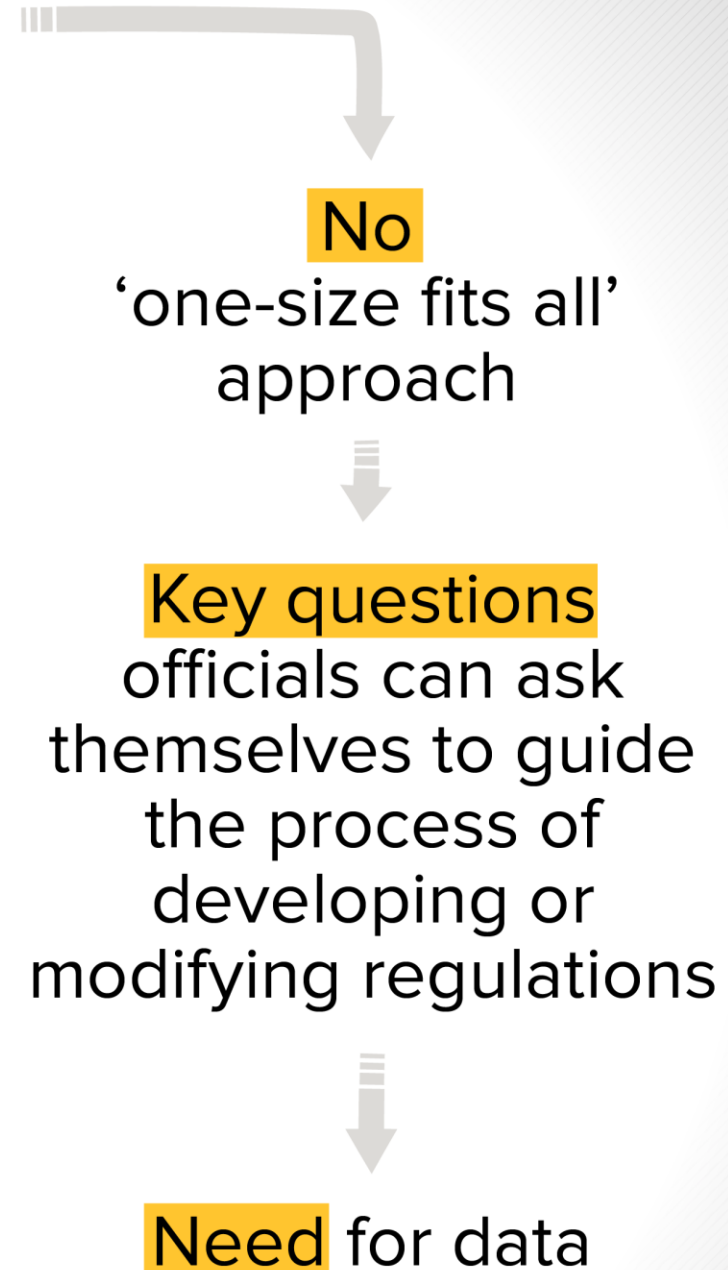 No
‘one-size fits all’
approach
Key questions
officials can ask
themselves to guide
the process of
developing or
modifying regulations
Need for data